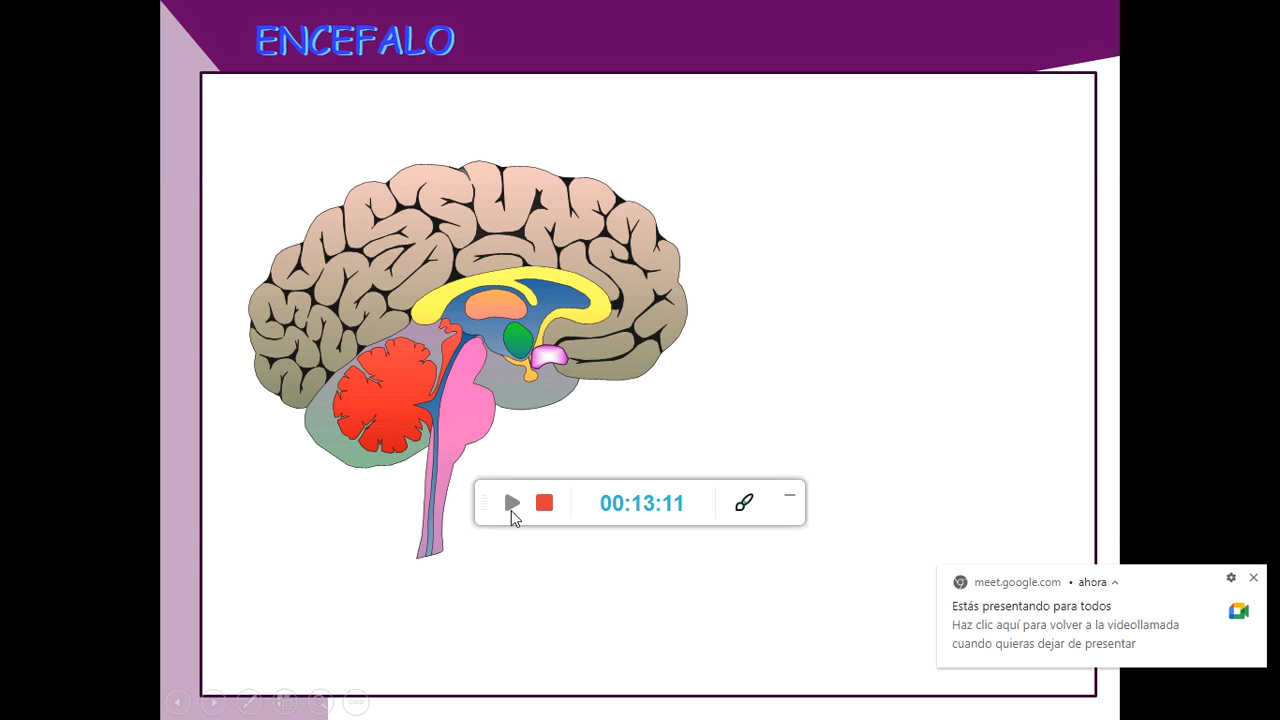 ENCEFALO
00:13:11
meet.google.com • ahora
Estás presentando para todos
Haz clic aquí para volver a la videollamada
cuando quieras dejar de presentar